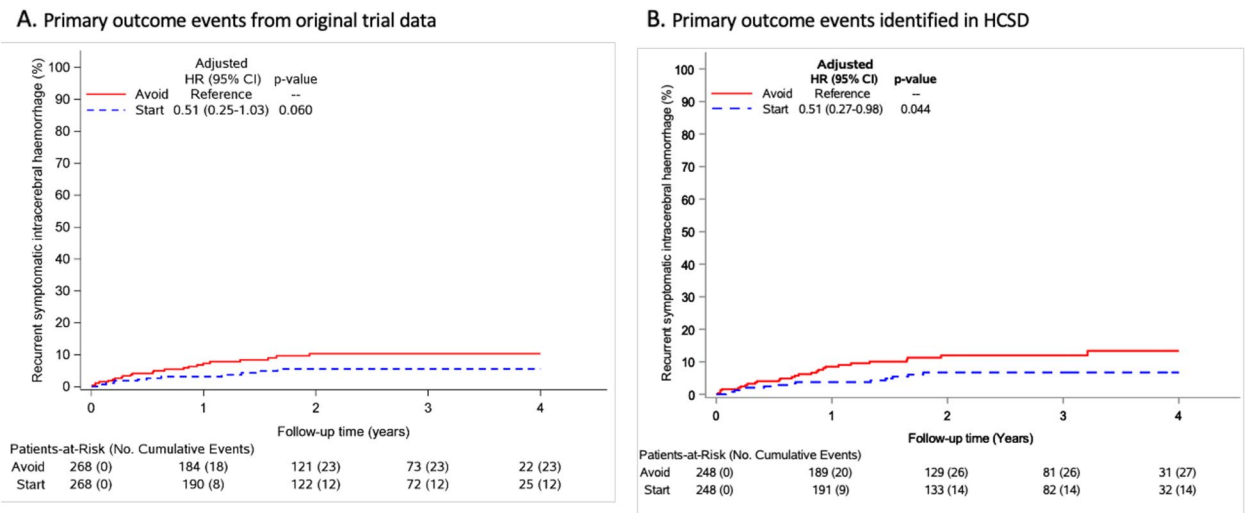 A. Primary outcome events from original trial data
Recurrent symptomatic intracerebral haemorrhage (%)
100
90
80
70
60
50
40
30
20
10
0
Adjusted
HR (95% CI) p-value
Avoid Reference --
Start 0.51 (0.25-1.03) 0.060
0 1 2 3 4
Follow-up time (years)
Patients-at-Risk (No. Cumulative Events)
Avoid 268 (0) 184 (18) 121 (23) 73 (23) 22 (23)
Start 268 (0) 190 (8) 122 (12) 72 (12) 25 (12)
B. Primary outcome events identified in HCSD
Recurrent symptomatic intracerebral haemorrhage (%)
100
90
80
70
60
50
40
30
20
10
0
Adjusted
HR (95% CI) p-value
Avoid Reference --
Start 0.51 (0.27-0.98) 0.044
0 1 2 3 4
Follow-up time (Years)
Patients-at-Risk (No. Cumulative Events)
Avoid 248 (0) 189 (20) 129 (26) 81 (26) 31 (27)
Start 248 (0) 191 (9) 133 (14) 82 (14) 32 (14)